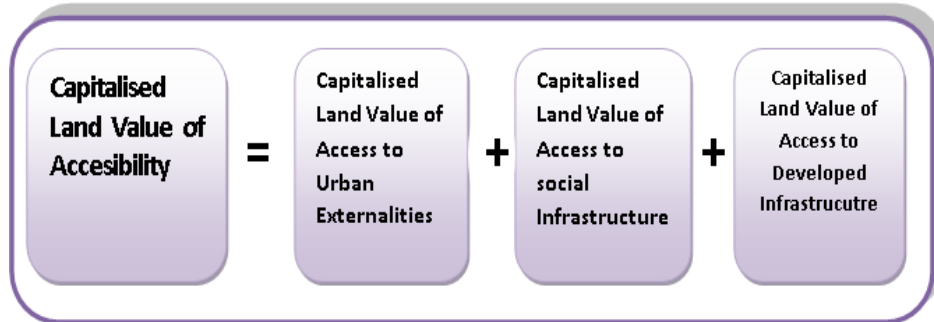 Capitalised
Land Value of
Accesibility
=
Capitalised
Land Value of
Access to
Urban
Externalities
+
Capitalised
Land Value of
Access to
social
Infrastructure
+
Capitalised
Land Value of
Access to
Developed
Infrastrucutre